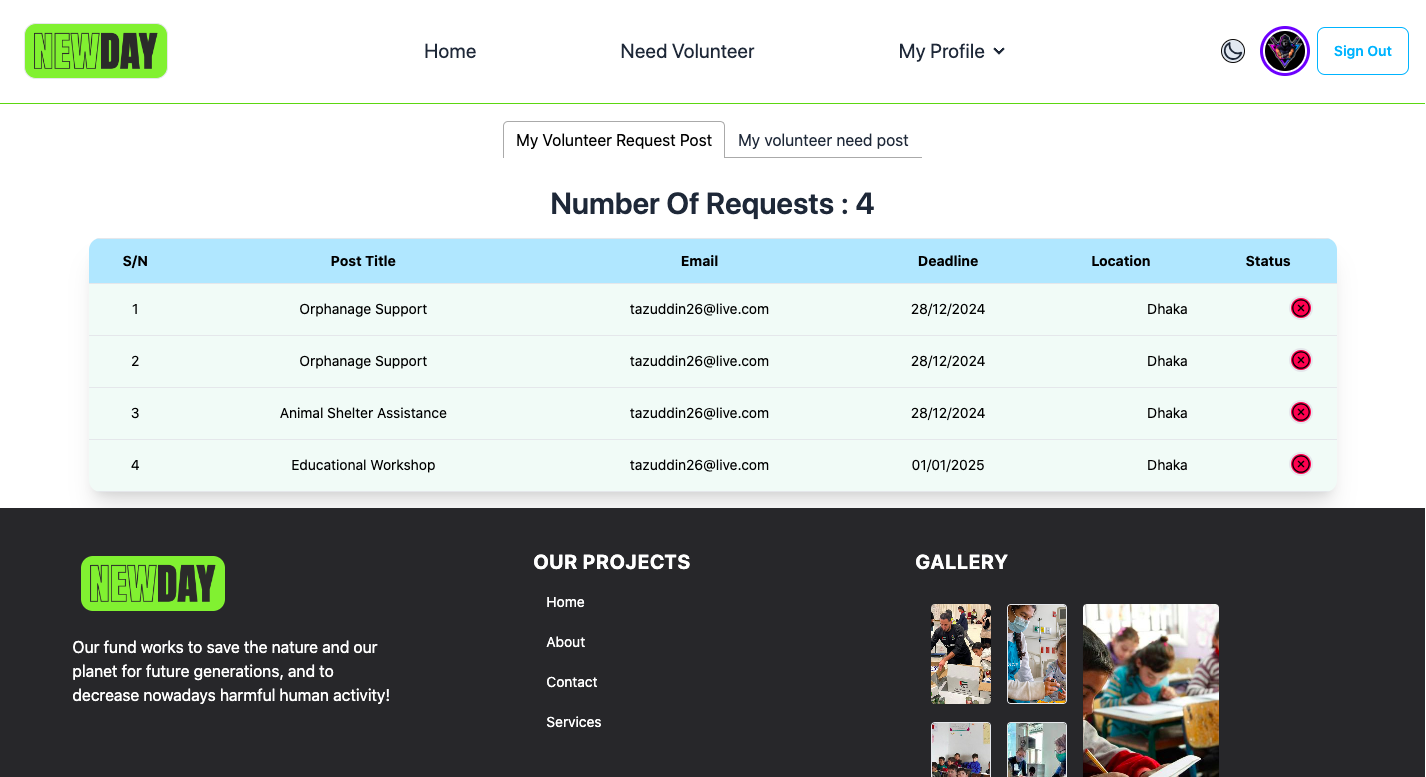 NEWDAY
Home Need Volunteer My Profile Sign Out
My Volunteer Request Post My volunteer need post
Number Of Requests : 4
S/N Post Title Email Deadline Location Status
1 Orphanage Support tazuddin26@live.com 28/12/2024 Dhaka
2 Orphanage Support tazuddin26@live.com 28/12/2024 Dhaka
3 Animal Shelter Assistance tazuddin26@live.com 28/12/2024 Dhaka
4 Educational Workshop tazuddin26@live.com 01/01/2025 Dhaka
NEWDAY
Our fund works to save the nature and our
planet for future generations, and to
decrease nowadays harmful human activity!
OUR PROJECTS
Home
About
Contact
Services
GALLERY